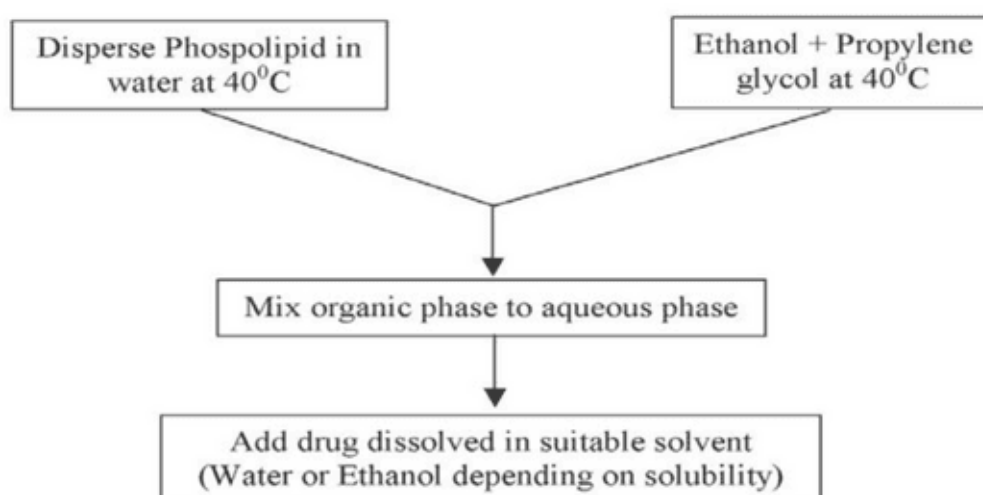 Disperse Phospolipid in
water at 40⁰C
Ethanol + Propylene
glycol at 40⁰C
Mix organic phase to aqueous phase
Add drug dissolved in suitable solvent
(Water or Ethanol depending on solubility)